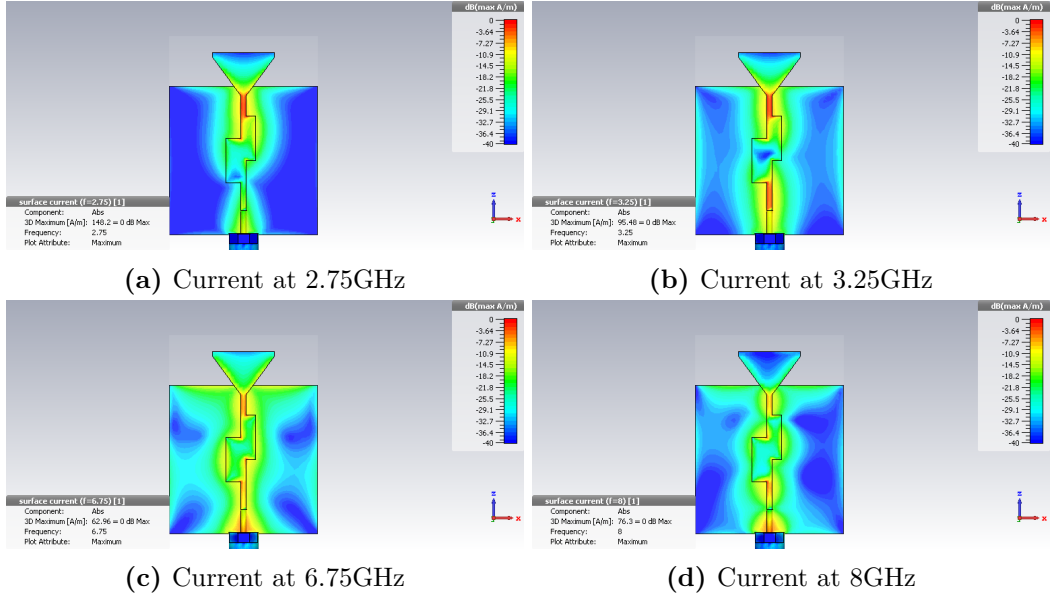 dB(max A/m)
0
-3.64
-7.27
-10.9
-14.5
-18.2
-21.8
-25.5
-29.1
-32.7
-36.4
-40
surface current (f=2.75) [1]
Component: Abs
3D Maximum [A/m]: 148.2 = 0 dB Max
Frequency: 2.75
Plot Attribute: Maximum
z
x
(a) Current at 2.75GHz
dB(max A/m)
0
-3.64
-7.27
-10.9
-14.5
-18.2
-21.8
-25.5
-29.1
-32.7
-36.4
-40
surface current (f=3.25) [1]
Component: Abs
3D Maximum [A/m]: 95.48 = 0 dB Max
Frequency: 3.25
Plot Attribute: Maximum
z
x
(b) Current at 3.25GHz
dB(max A/m)
0
-3.64
-7.27
-10.9
-14.5
-18.2
-21.8
-25.5
-29.1
-32.7
-36.4
-40
surface current (f=6.75) [1]
Component: Abs
3D Maximum [A/m]: 62.96 = 0 dB Max
Frequency: 6.75
Plot Attribute: Maximum
z
x
(c) Current at 6.75GHz
dB(max A/m)
0
-3.64
-7.27
-10.9
-14.5
-18.2
-21.8
-25.5
-29.1
-32.7
-36.4
-40
surface current (f=8) [1]
Component: Abs
3D Maximum [A/m]: 76.3 = 0 dB Max
Frequency: 8
Plot Attribute: Maximum
z
x
(d) Current at 8GHz